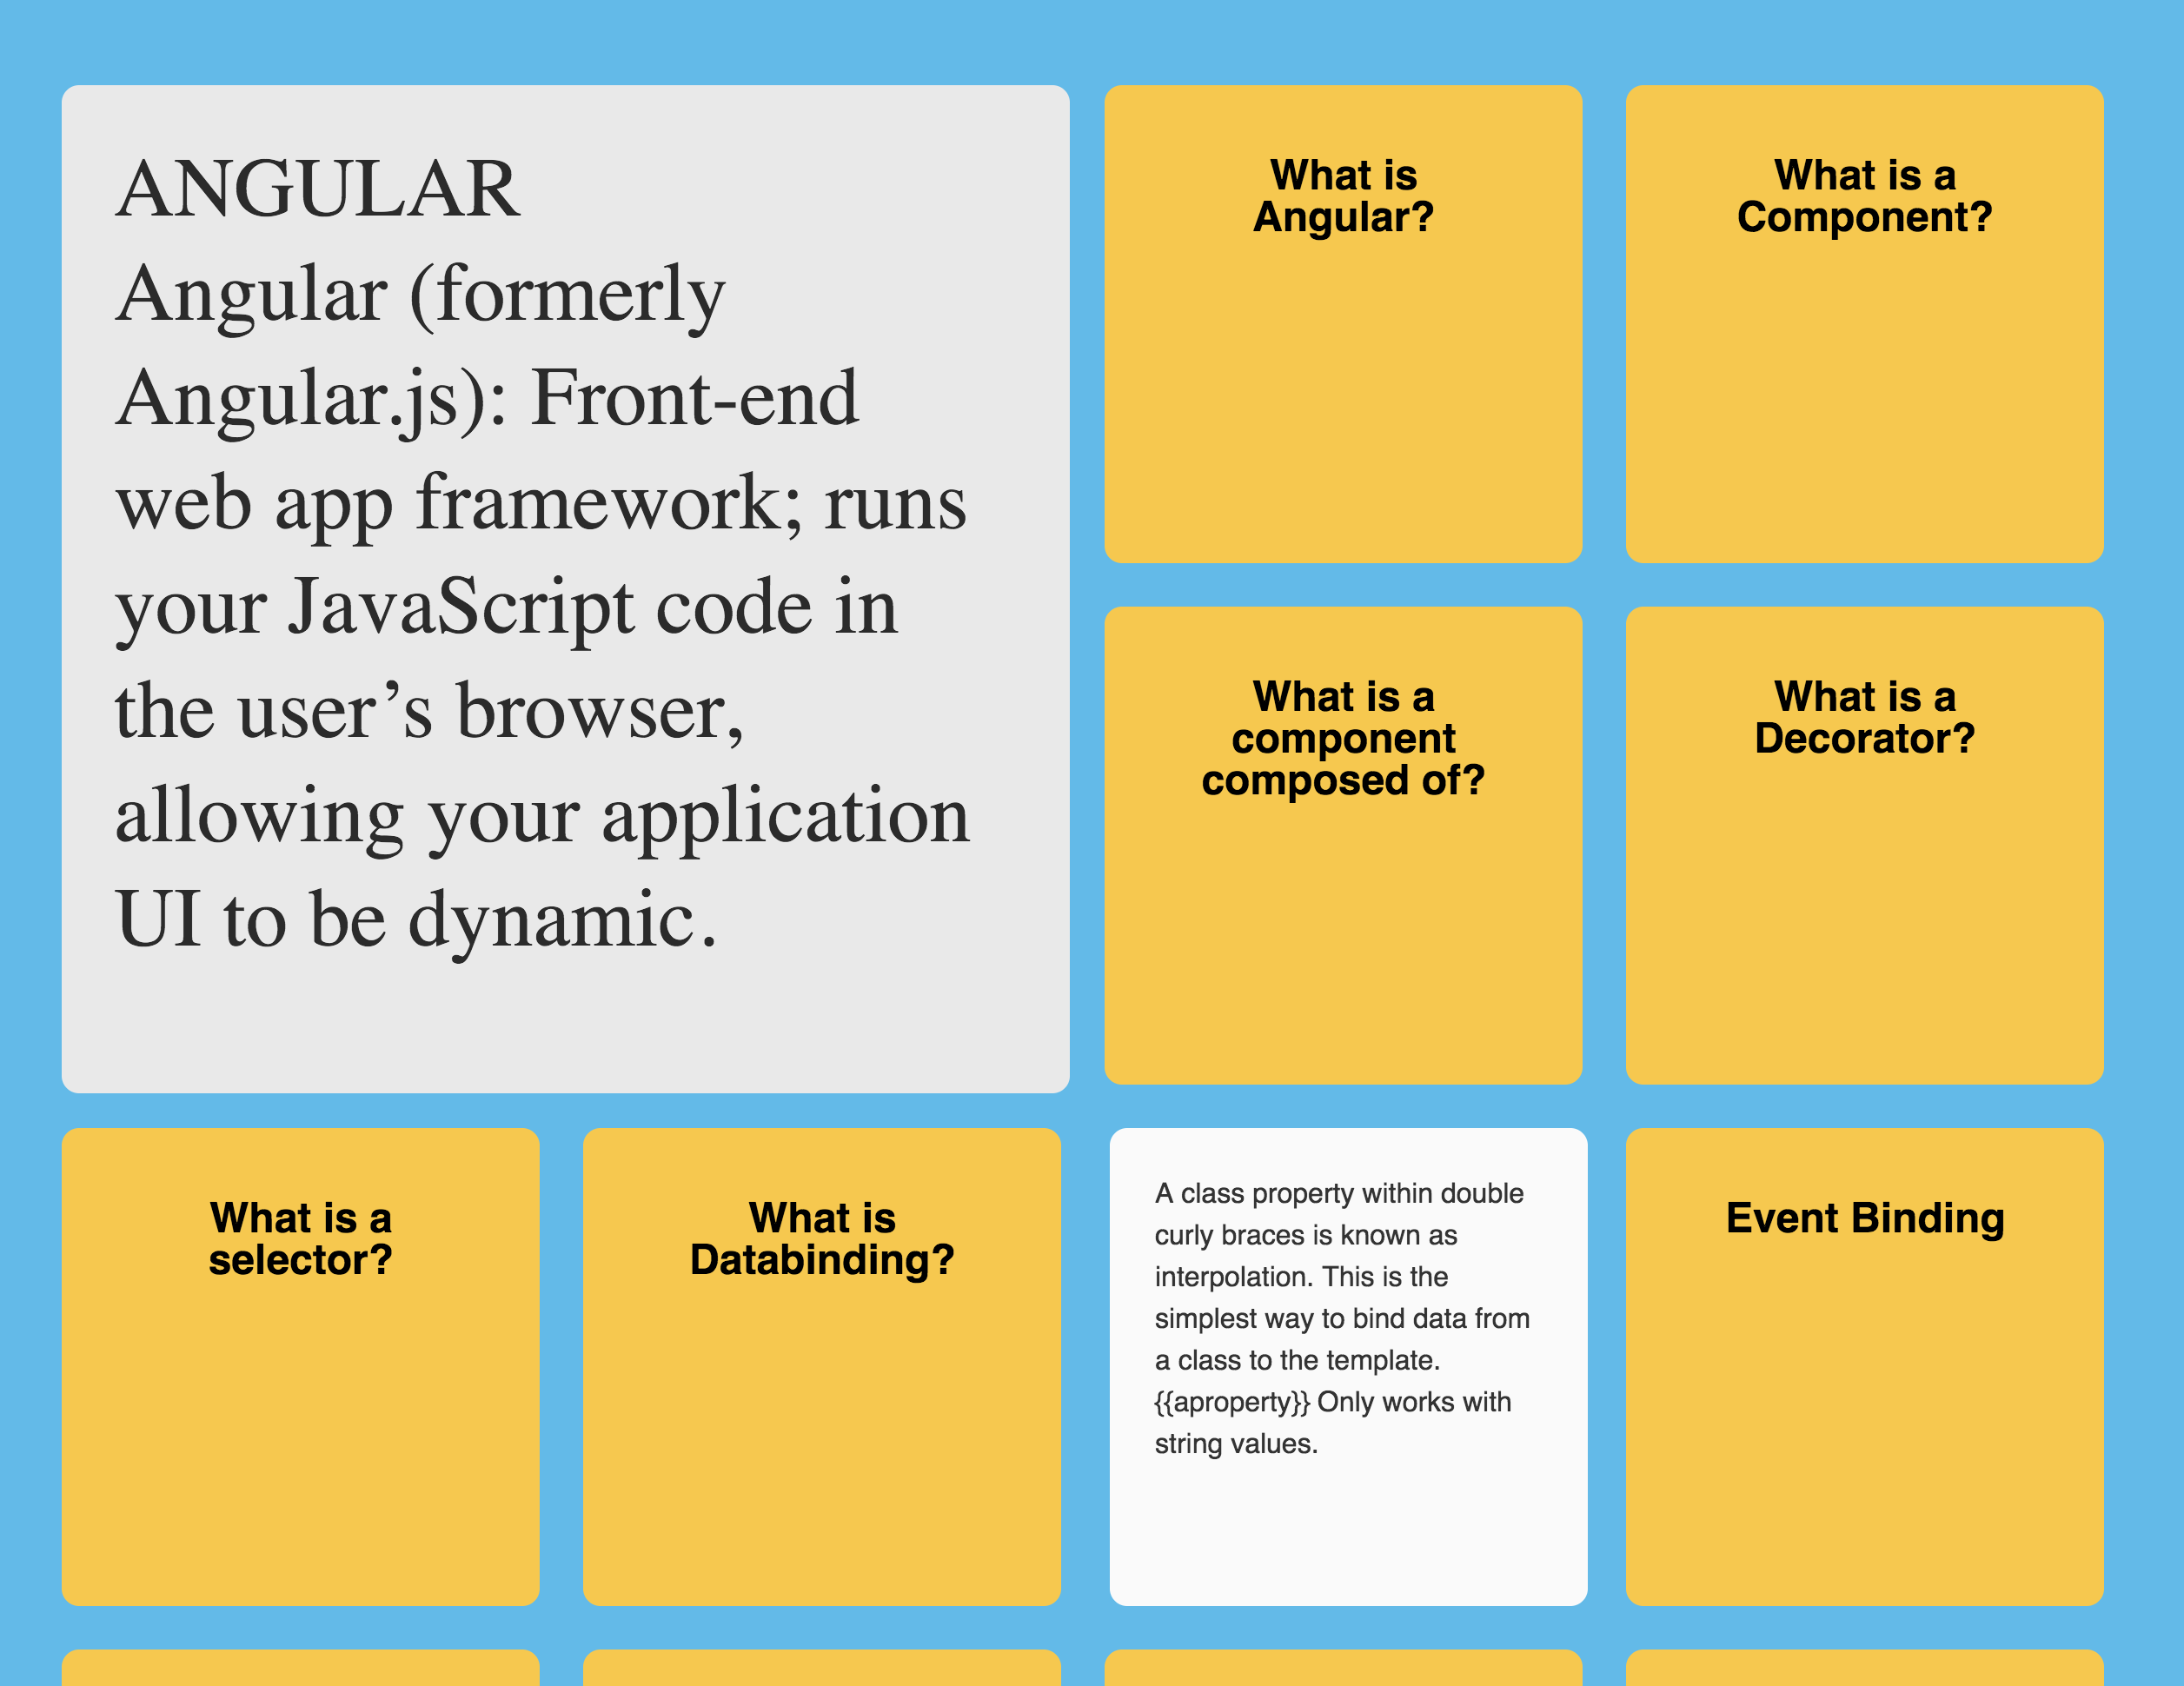 ANGULAR
Angular (formerly
Angular.js): Front-end
web app framework; runs
your JavaScript code in
the user’s browser,
allowing your application
UI to be dynamic.
What is
Angular?
What is a
Component?
What is a
component
composed of?
What is a
Decorator?
What is a
selector?
What is
Databinding?
A class property within double
curly braces is known as
interpolation. This is the
simplest way to bind data from
a class to the template.
{{aproperty}} Only works with
string values.
Event Binding